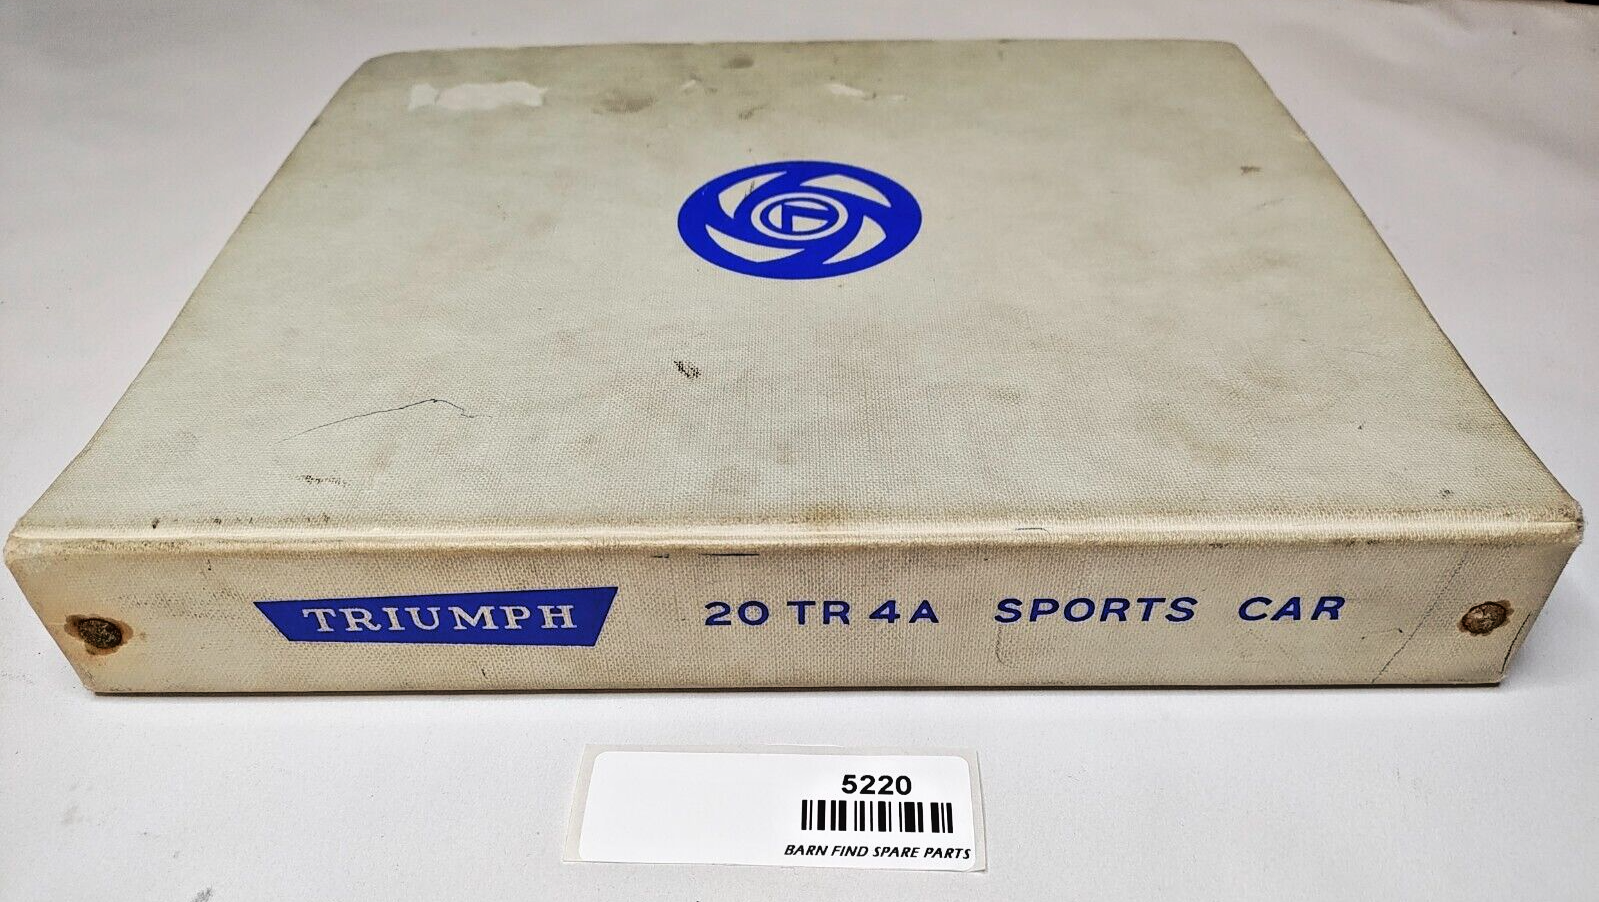 TRIUMPH 20 TR 4A SPORTS CAR
5220
BARN FIND SPARE PARTS